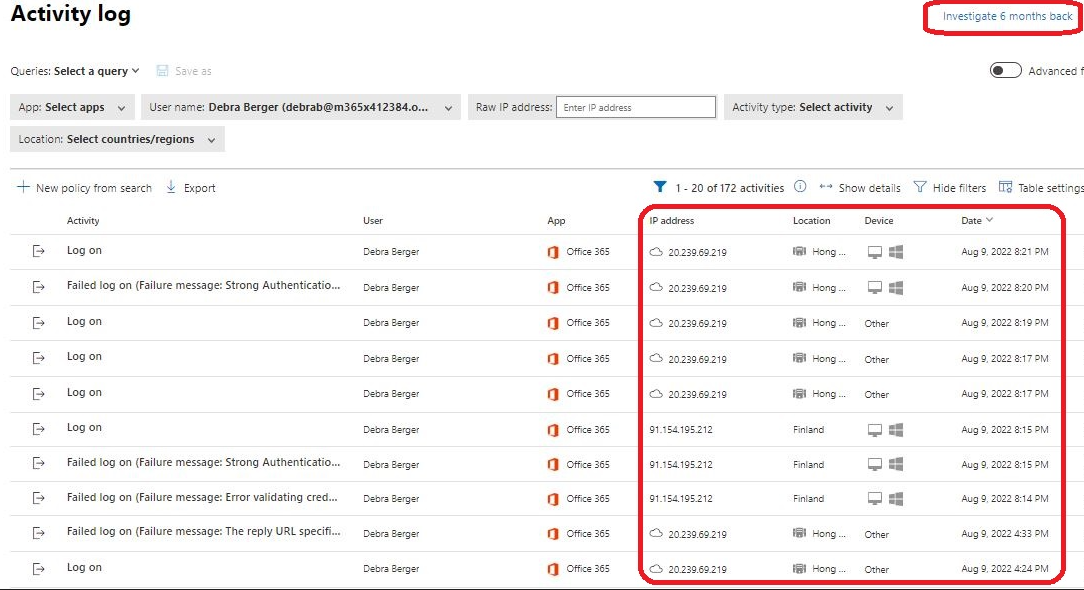 Activity log
Investigate 6 months back
Queries: Select a query Save as
Advanced f
App: Select apps User name: Debra Berger (debrab@m365x412384.o... Raw IP address: Enter IP address Activity type: Select activity
Location: Select countries/regions
New policy from search Export 1 - 20 of 172 activities Show details Hide filters Table settings
Activity User App IP address Location Device Date
Log on Debra Berger Office 365 20.239.69.219 Hong ... Aug 9, 2022 8:21 PM
Failed log on (Failure message: Strong Authenticatio... Debra Berger Office 365 20.239.69.219 Hong ... Aug 9, 2022 8:20 PM
Log on Debra Berger Office 365 20.239.69.219 Hong ... Other Aug 9, 2022 8:19 PM
Log on Debra Berger Office 365 20.239.69.219 Hong ... Other Aug 9, 2022 8:17 PM
Log on Debra Berger Office 365 20.239.69.219 Hong ... Other Aug 9, 2022 8:17 PM
Log on Debra Berger Office 365 91.154.195.212 Finland Aug 9, 2022 8:15 PM
Failed log on (Failure message: Strong Authenticatio... Debra Berger Office 365 91.154.195.212 Finland Aug 9, 2022 8:15 PM
Failed log on (Failure message: Error validating cred... Debra Berger Office 365 91.154.195.212 Finland Aug 9, 2022 8:14 PM
Failed log on (Failure message: The reply URL specifi... Debra Berger Office 365 20.239.69.219 Hong ... Other Aug 9, 2022 4:33 PM
Log on Debra Berger Office 365 20.239.69.219 Hong ... Other Aug 9, 2022 4:24 PM